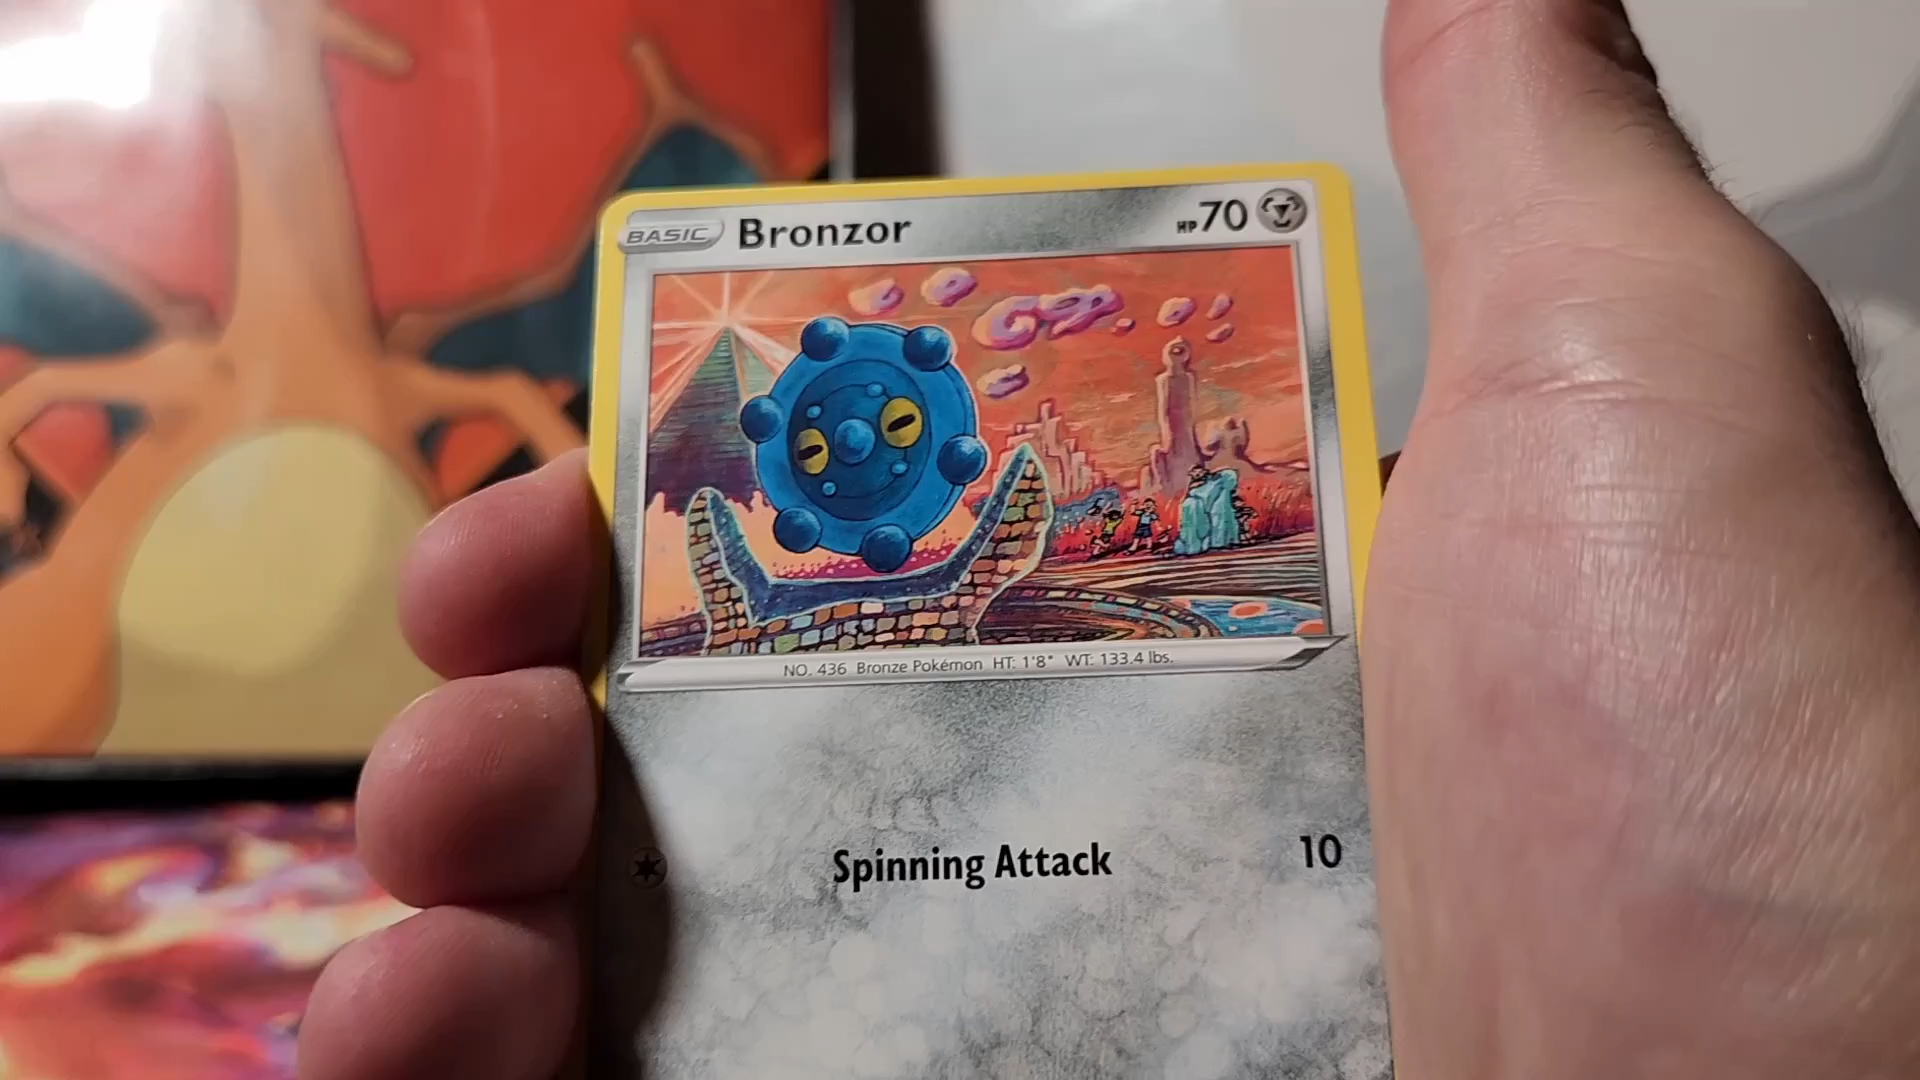 BASIC Bronzor HP 70
NO. 436 Bronze Pokémon HT: 1'8" WT: 133.4 lbs.
Spinning Attack 10